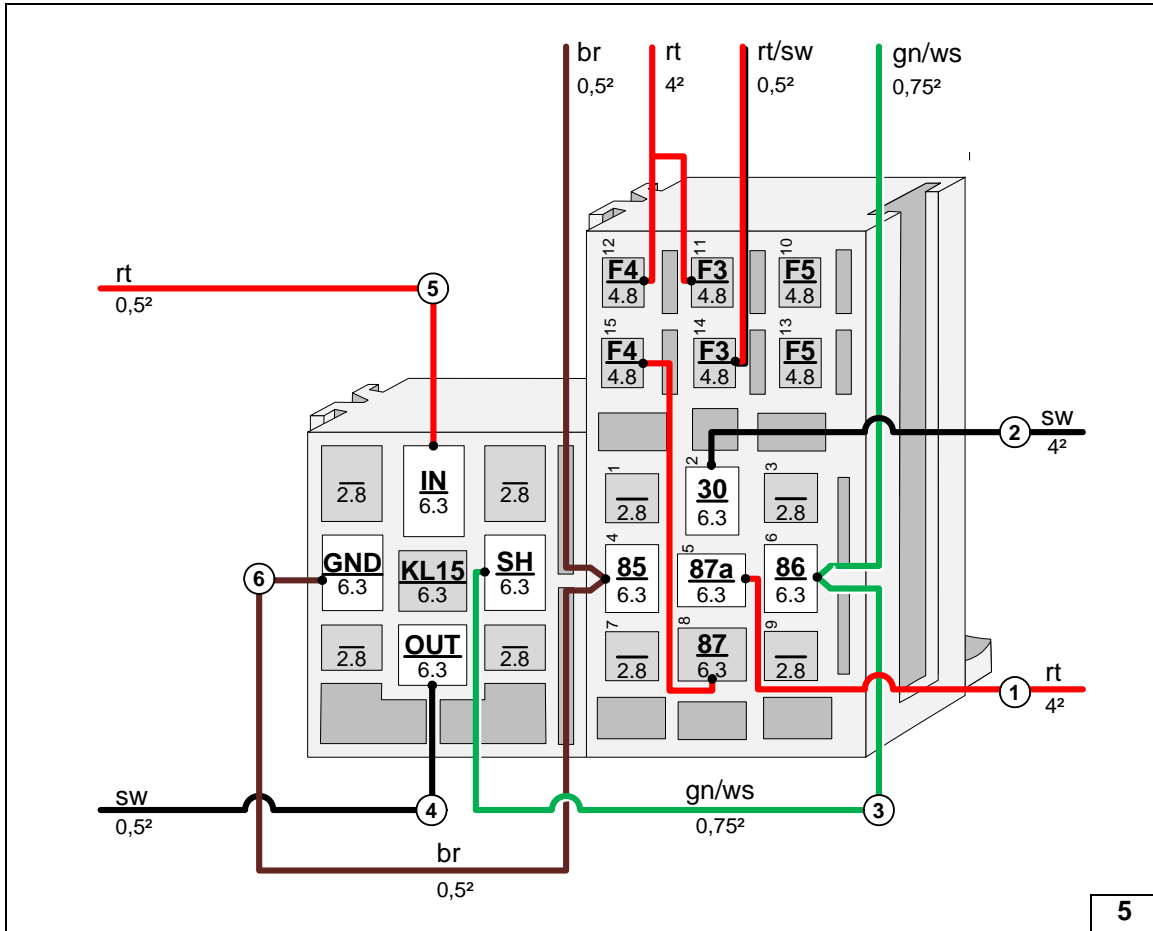 br
0,5²
rt
4²
rt/sw
0,5²
gn/ws
0,75²
12
F4
4.8
11
F3
4.8
10
F5
4.8
15
F4
4.8
14
F3
4.8
13
F5
4.8
rt
0,5²
5
2
sw
4²
2.8
IN
6.3
2.8
1
2.8
2
30
6.3
3
2.8
6
GND
6.3
KL15
6.3
SH
6.3
4
85
6.3
5
87a
6.3
6
86
6.3
2.8
OUT
6.3
2.8
7
2.8
8
87
6.3
9
2.8
1
rt
4²
sw
0,5²
4
gn/ws
0,75²
3
br
0,5²
5